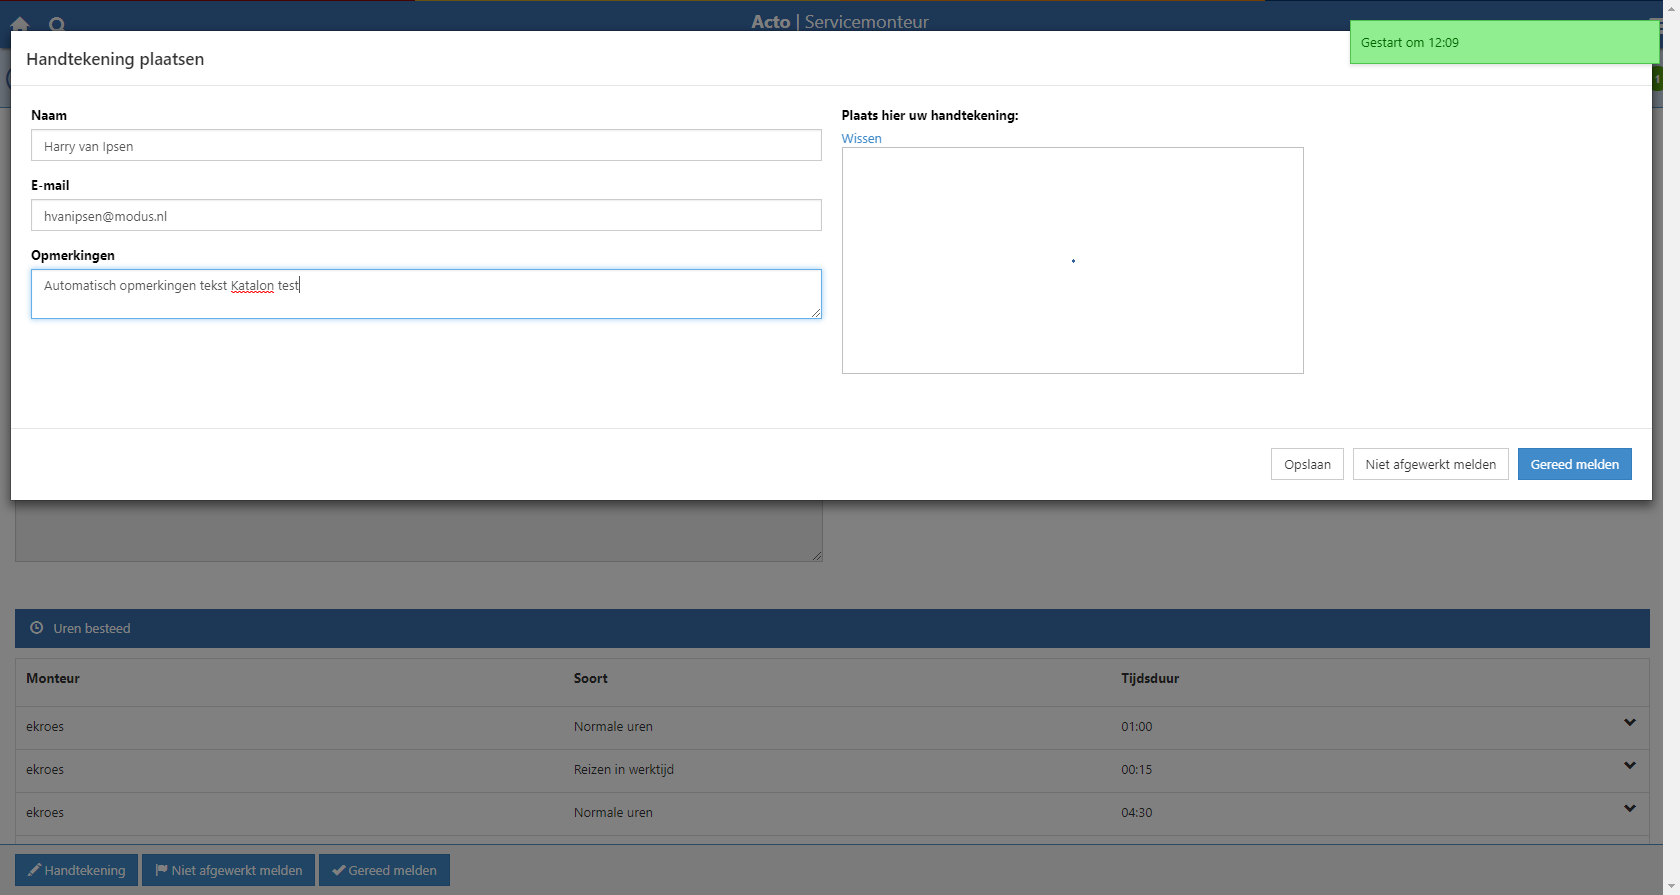 Acto | Servicemonteur
Gestart om 12:09
1
Handtekening plaatsen
Naam
Harry van Ipsen
E-mail
hvanipsen@modus.nl
Opmerkingen
Automatisch opmerkingen tekst Katalon test
Plaats hier uw handtekening:
Wissen
Opslaan
Niet afgewerkt melden
Gereed melden
Uren besteed
Monteur Soort Tijdsduur
ekroes Normale uren 01:00
ekroes Reizen in werktijd 00:15
ekroes Normale uren 04:30
Handtekening
Niet afgewerkt melden
Gereed melden